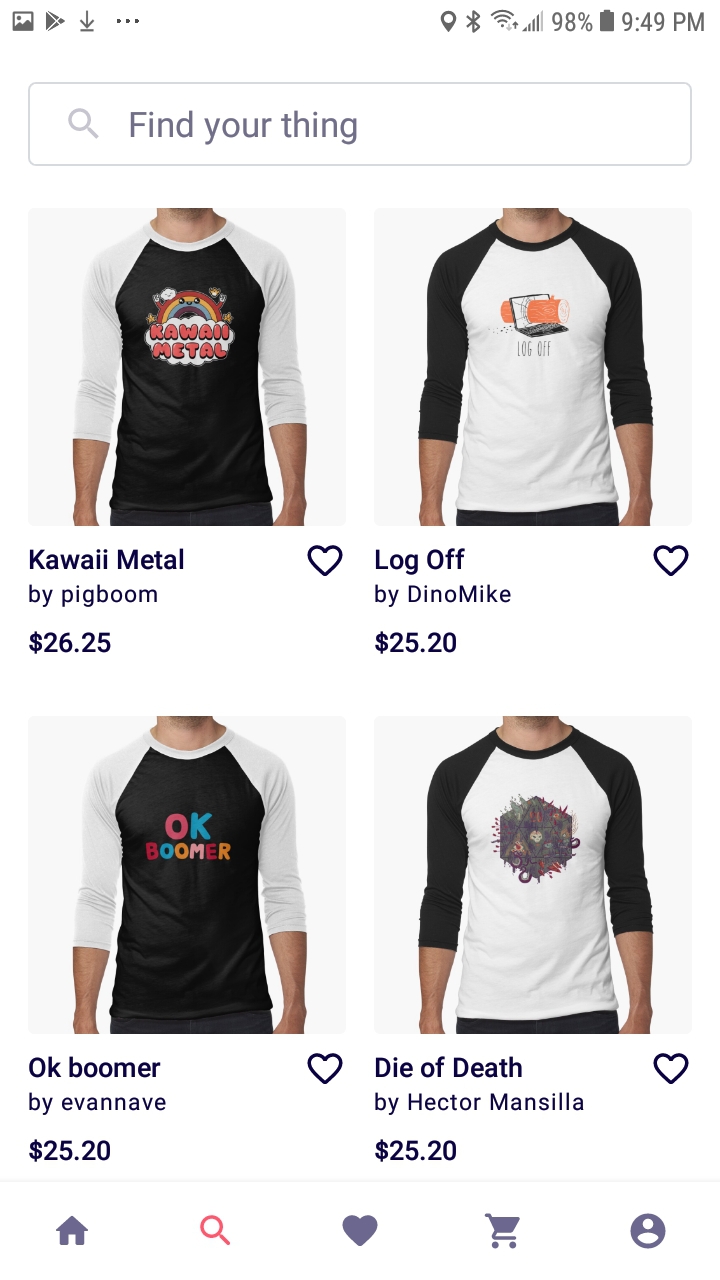 98% 9:49 PM
Find your thing
KAWAII
METAL
LOG OFF
Kawaii Metal
by pigboom
$26.25
Log Off
by DinoMike
$25.20
OK
BOOMER
Ok boomer
by evannave
$25.20
Die of Death
by Hector Mansilla
$25.20